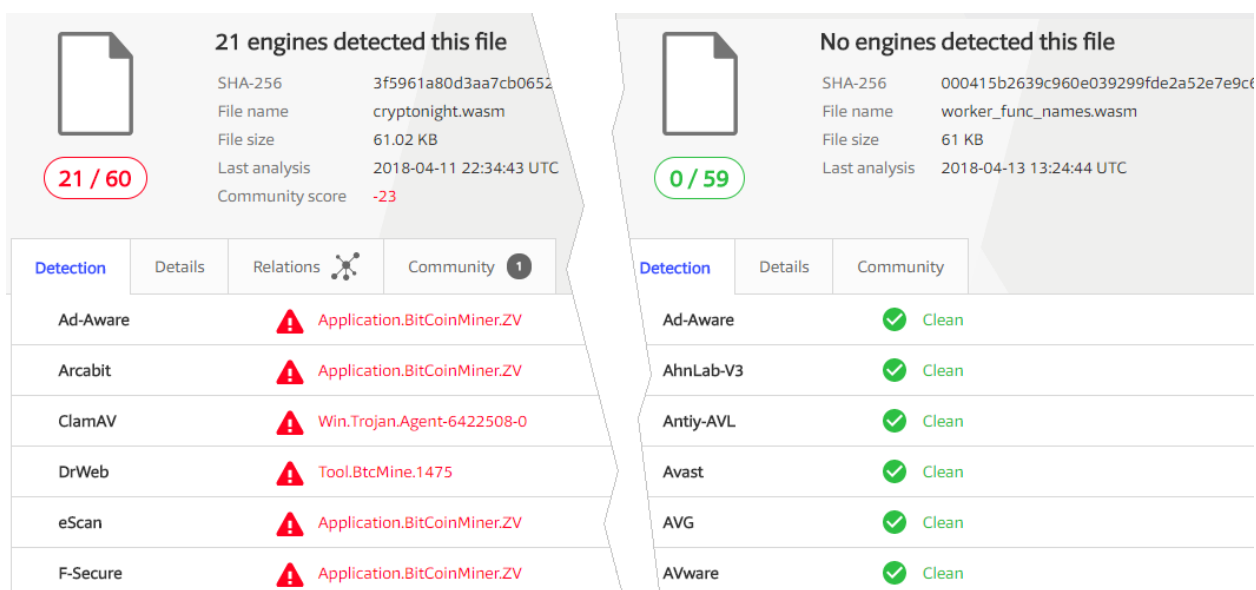 21 engines detected this file
SHA-256 3f5961a80d3aa7cb0652
File name cryptonight.wasm
File size 61.02 KB
Last analysis 2018-04-11 22:34:43 UTC
Community score -23
21 / 60
Detection Details Relations Community 1
Ad-Aware Application.BitCoinMiner.ZV
Arcabit Application.BitCoinMiner.ZV
ClamAV Win.Trojan.Agent-6422508-0
DrWeb Tool.BtcMine.1475
eScan Application.BitCoinMiner.ZV
F-Secure Application.BitCoinMiner.ZV
No engines detected this file
SHA-256 000415b2639c960e039299fde2a52e7e9c6
File name worker_func_names.wasm
File size 61 KB
Last analysis 2018-04-13 13:24:44 UTC
0 / 59
Detection Details Community
Ad-Aware Clean
AhnLab-V3 Clean
Antiy-AVL Clean
Avast Clean
AVG Clean
AVware Clean